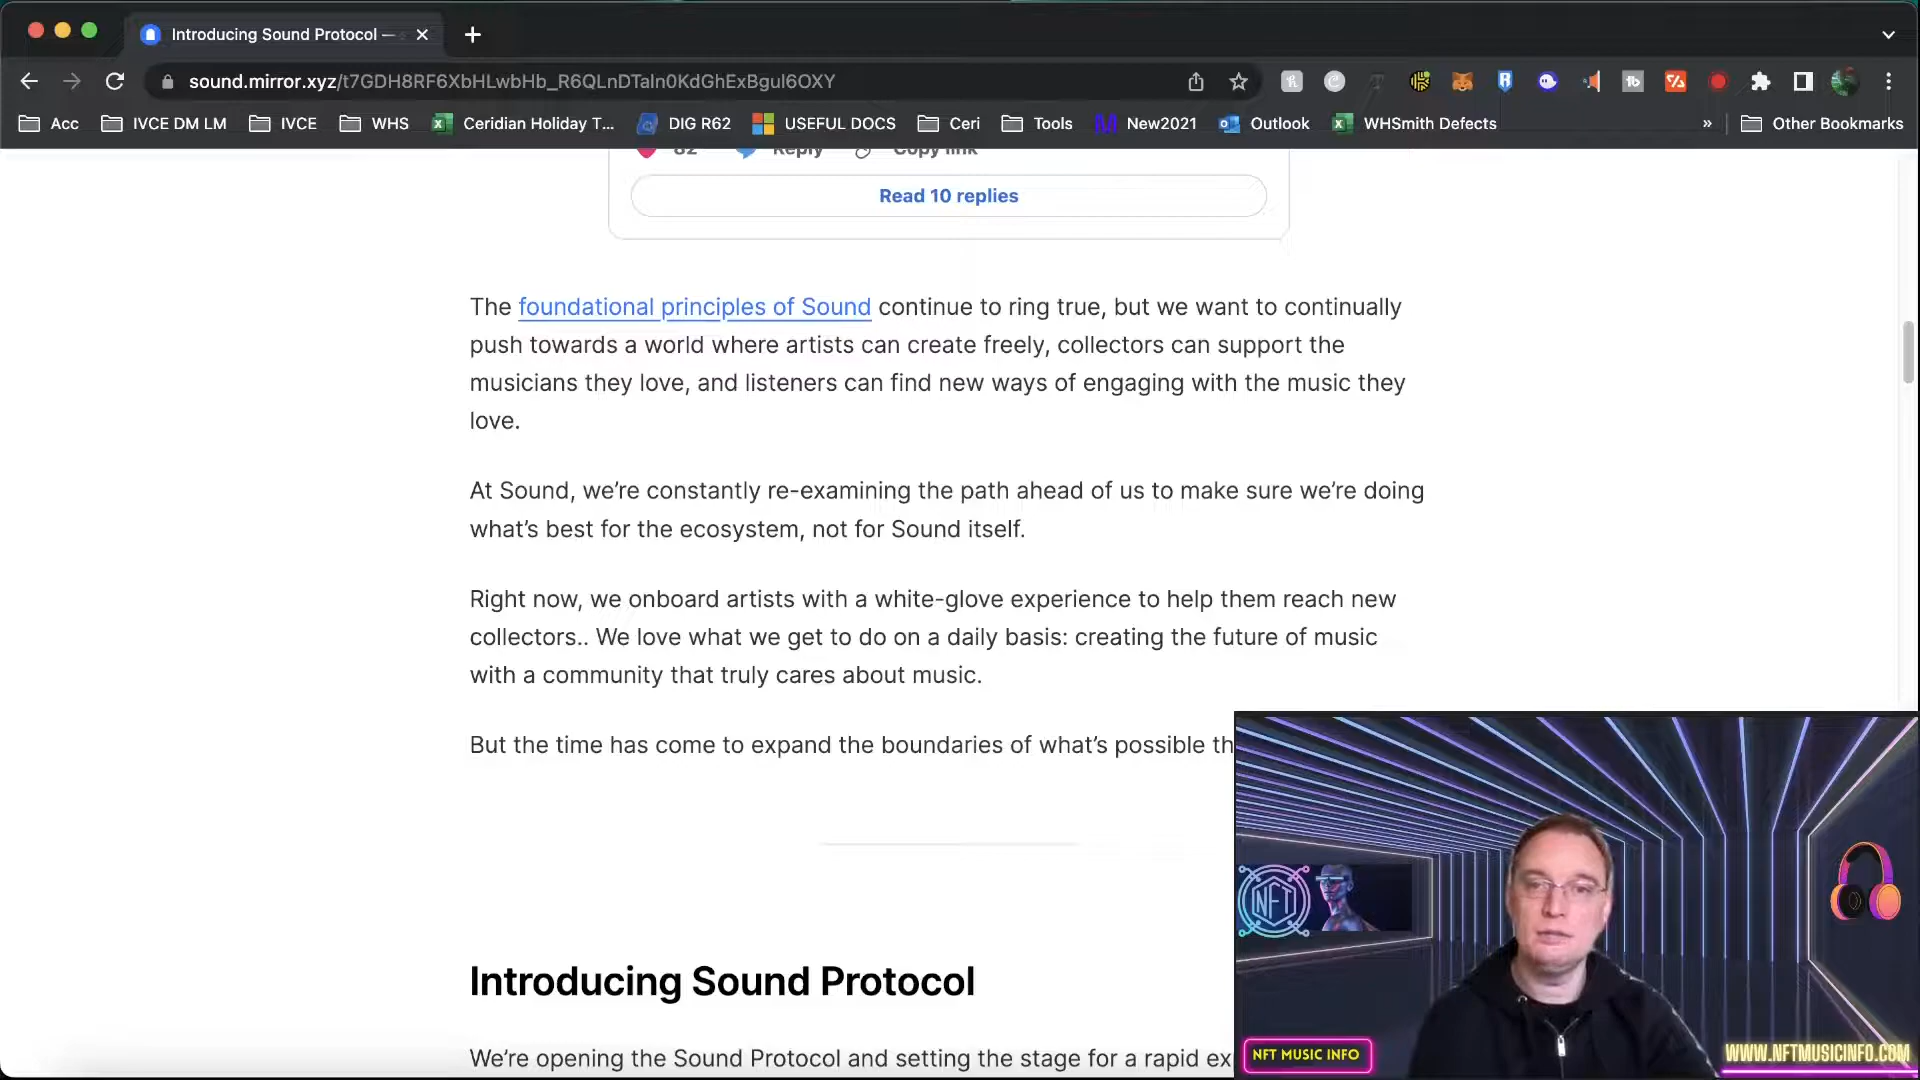 Introducing Sound Protocol —
sound.mirror.xyz/t7GDH8RF6XbHLwbHb_R6QLnDTaln0KdGhExBgul6OXY
Acc IVCE DM LM IVCE WHS Ceridian Holiday T... DIG R62 USEFUL DOCS Ceri Tools New2021 Outlook WHSmith Defects » Other Bookmarks
82 Reply Copy link
Read 10 replies
The foundational principles of Sound continue to ring true, but we want to continually
push towards a world where artists can create freely, collectors can support the
musicians they love, and listeners can find new ways of engaging with the music they
love.
At Sound, we’re constantly re-examining the path ahead of us to make sure we’re doing
what’s best for the ecosystem, not for Sound itself.
Right now, we onboard artists with a white-glove experience to help them reach new
collectors.. We love what we get to do on a daily basis: creating the future of music
with a community that truly cares about music.
But the time has come to expand the boundaries of what’s possible th
Introducing Sound Protocol
We’re opening the Sound Protocol and setting the stage for a rapid ex
NFT
NFT MUSIC INFO
WWW.NFTMUSICINFO.COM